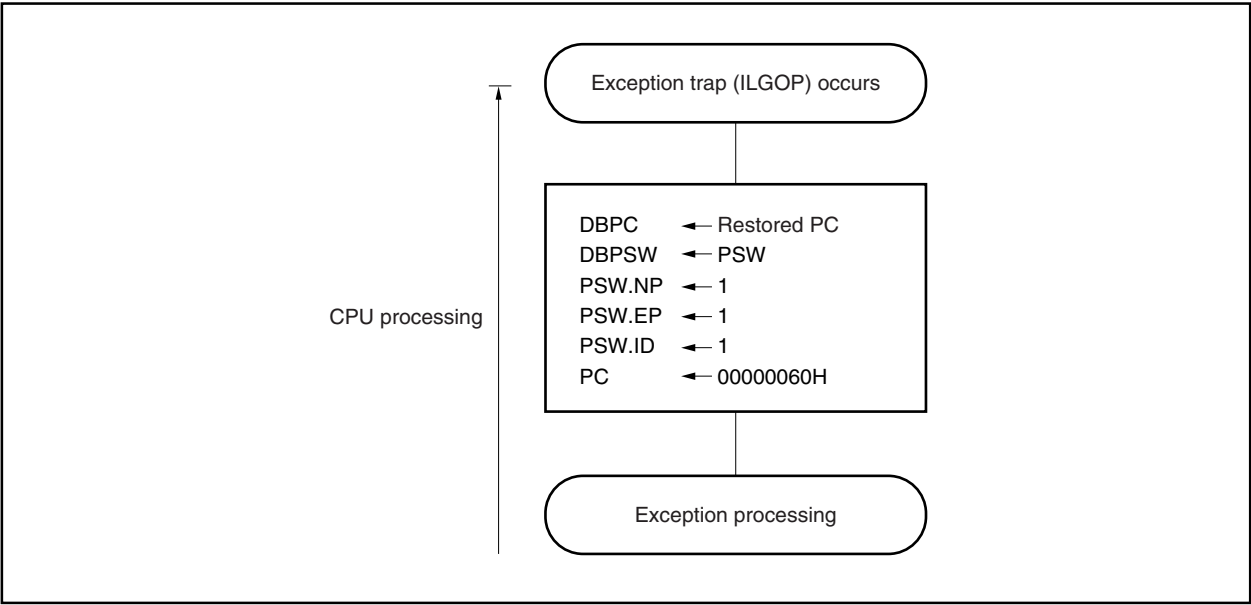 Exception trap (ILGOP) occurs
DBPC ← Restored PC
DBPSW ← PSW
PSW.NP ← 1
PSW.EP ← 1
PSW.ID ← 1
PC ← 00000060H
CPU processing
Exception processing